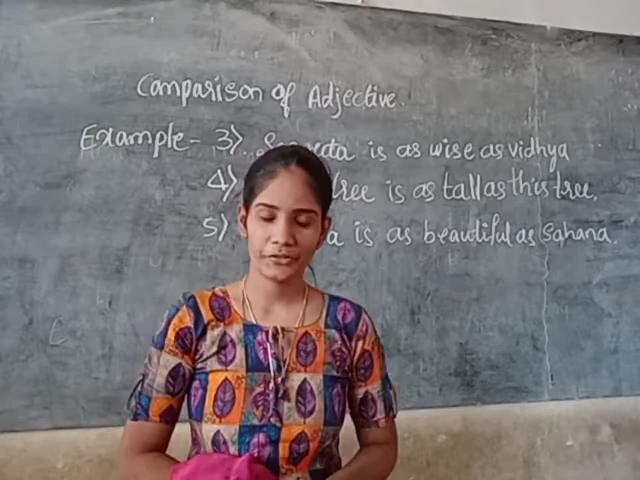 Comparison of Adjective.
Example - 3) is as wise as vidhya
4) tree is as tall as this tree.
5) is as beautiful as Sahana.